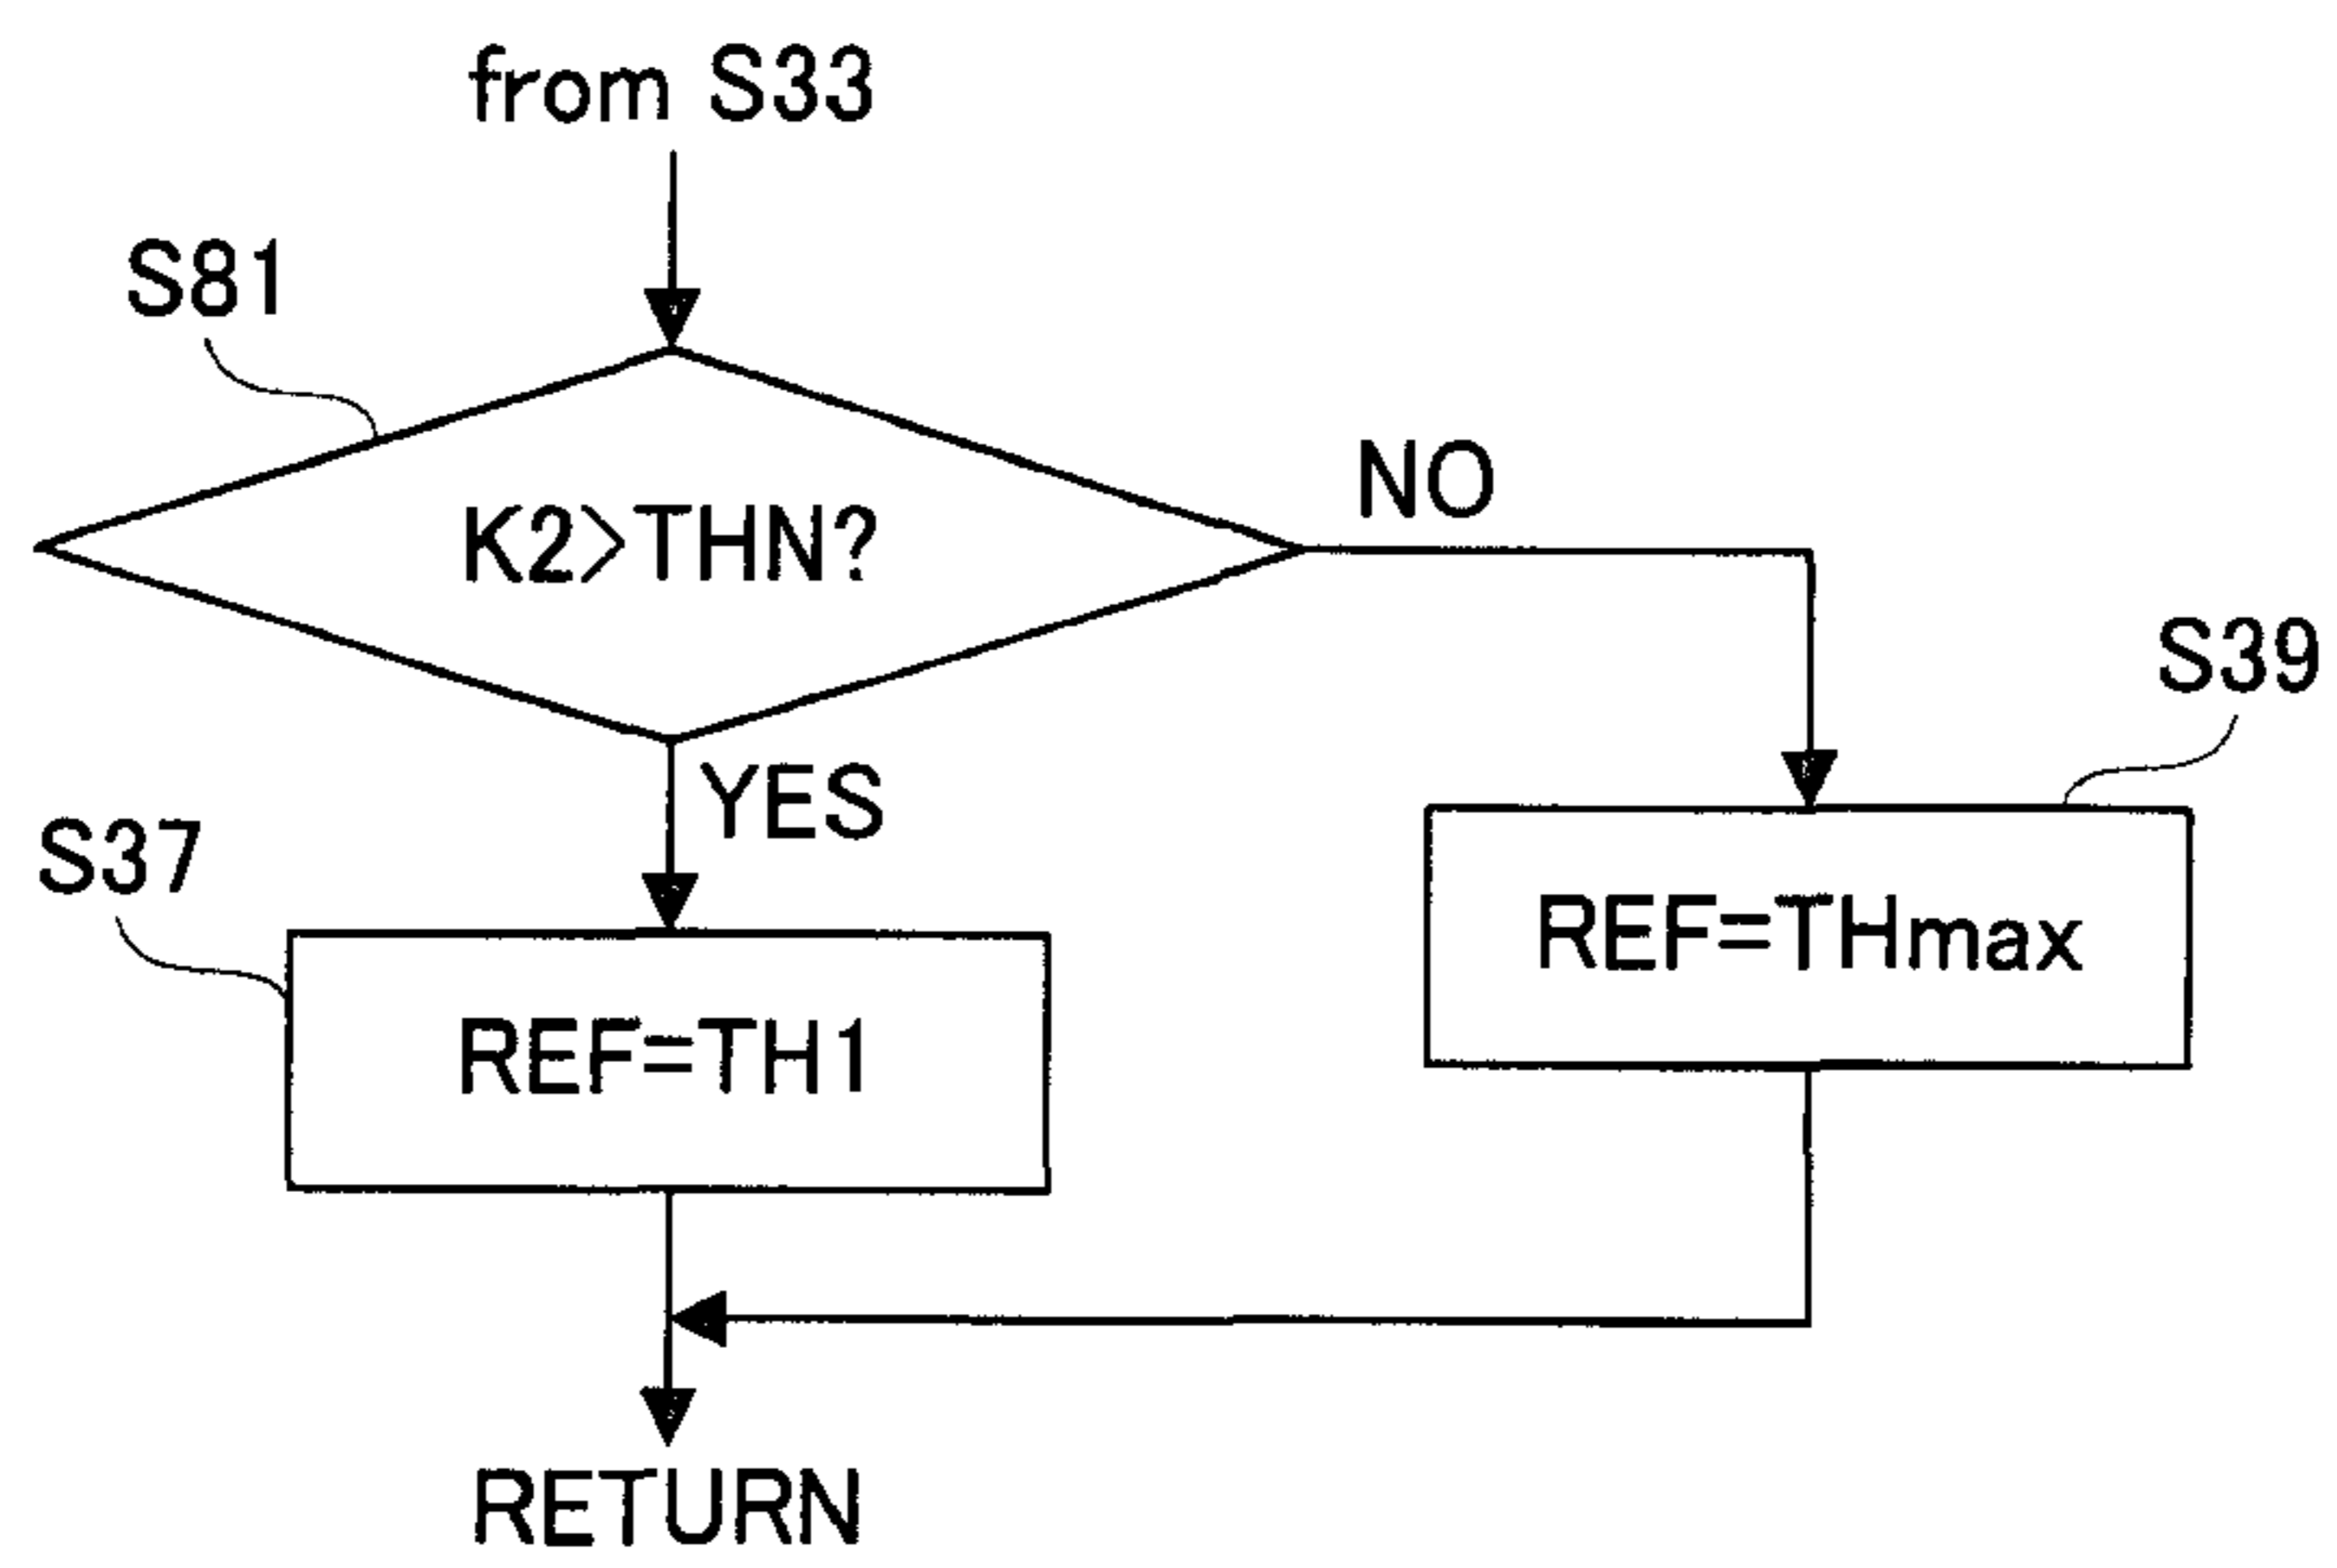 from S33
S81
K2>THN?
NO
YES
S39
S37
REF=THmax
REF=TH1
RETURN